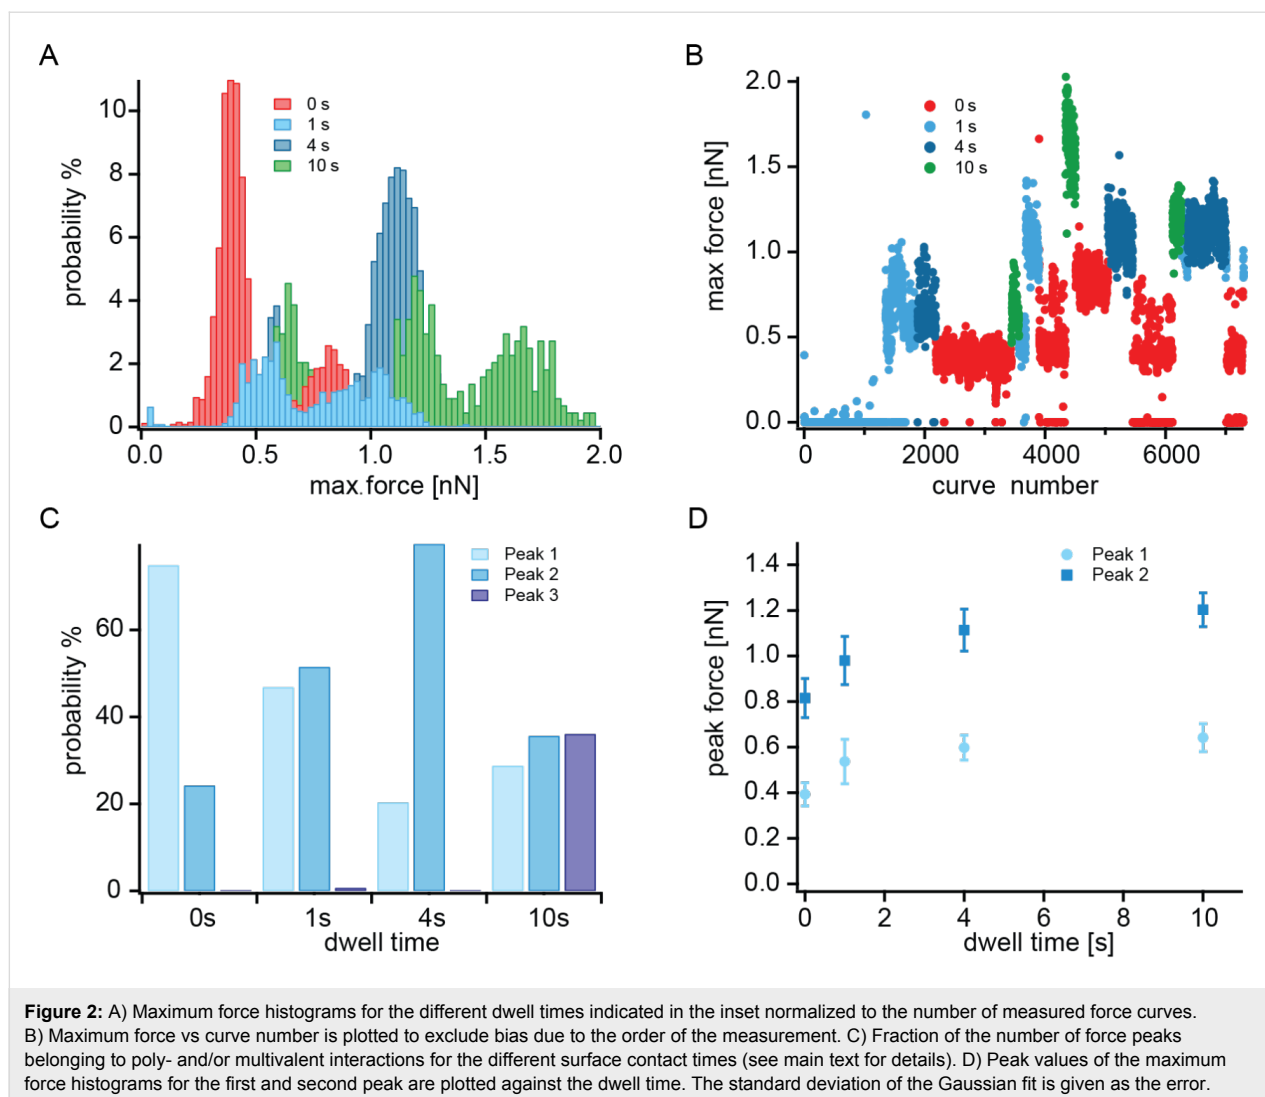 A
10
8
6
4
2
0
probability %
0 s
1 s
4 s
10 s
0.0
0.5
1.0
1.5
2.0
max.force [nN]
B
2.0
1.5
1.0
0.5
0.0
max force [nN]
0 s
1 s
4 s
10 s
0
2000
4000
6000
curve number
C
60
40
20
0
probability %
Peak 1
Peak 2
Peak 3
0s
1s
4s
10s
dwell time
D
1.4
1.2
1.0
0.8
0.6
0.4
0.2
0.0
peak force [nN]
Peak 1
Peak 2
0
2
4
6
8
10
dwell time [s]
Figure 2: A) Maximum force histograms for the different dwell times indicated in the inset normalized to the number of measured force curves.
B) Maximum force vs curve number is plotted to exclude bias due to the order of the measurement. C) Fraction of the number of force peaks
belonging to poly- and/or multivalent interactions for the different surface contact times (see main text for details). D) Peak values of the maximum
force histograms for the first and second peak are plotted against the dwell time. The standard deviation of the Gaussian fit is given as the error.